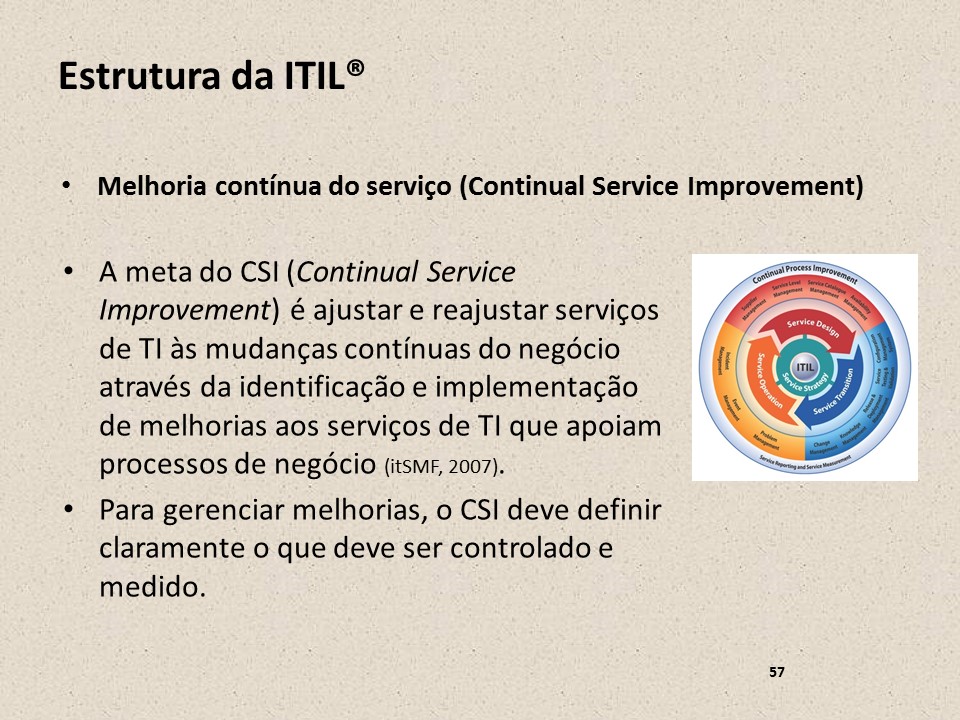 Estrutura da ITIL®
• Melhoria contínua do serviço (Continual Service Improvement)
• A meta do CSI (Continual Service
Improvement) é ajustar e reajustar serviços
de TI às mudanças contínuas do negócio
através da identificação e implementação
de melhorias aos serviços de TI que apoiam
processos de negócio (itSMF, 2007).
• Para gerenciar melhorias, o CSI deve definir
claramente o que deve ser controlado e
medido.
Continual Process Improvement
Supplier
Management
Service Level
Management
Service Catalogue
Management
Availability
Management
Service Design
Incident
Management
Service Operation
ITIL
Service Strategy
Service Transition
Event
Management
Problem
Management
Change
Management
Knowledge
Management
Service Reporting and Service Measurement
57